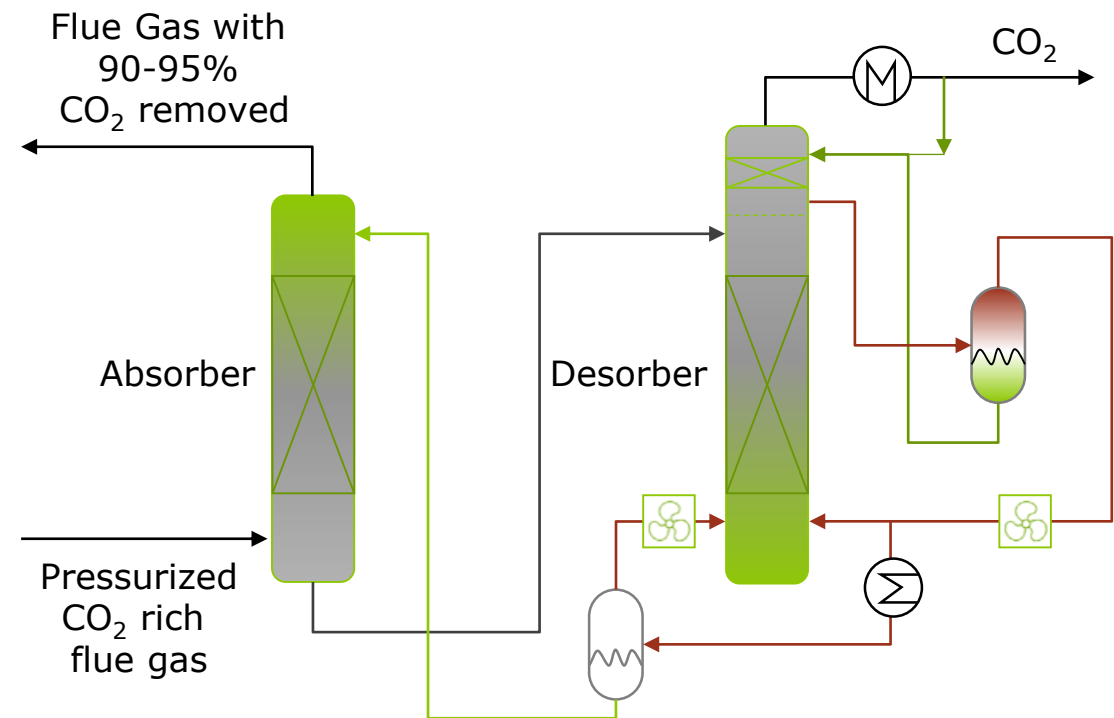 Flue Gas with
90-95%
CO₂ removed
CO₂
Absorber
Desorber
Pressurized
CO₂ rich
flue gas